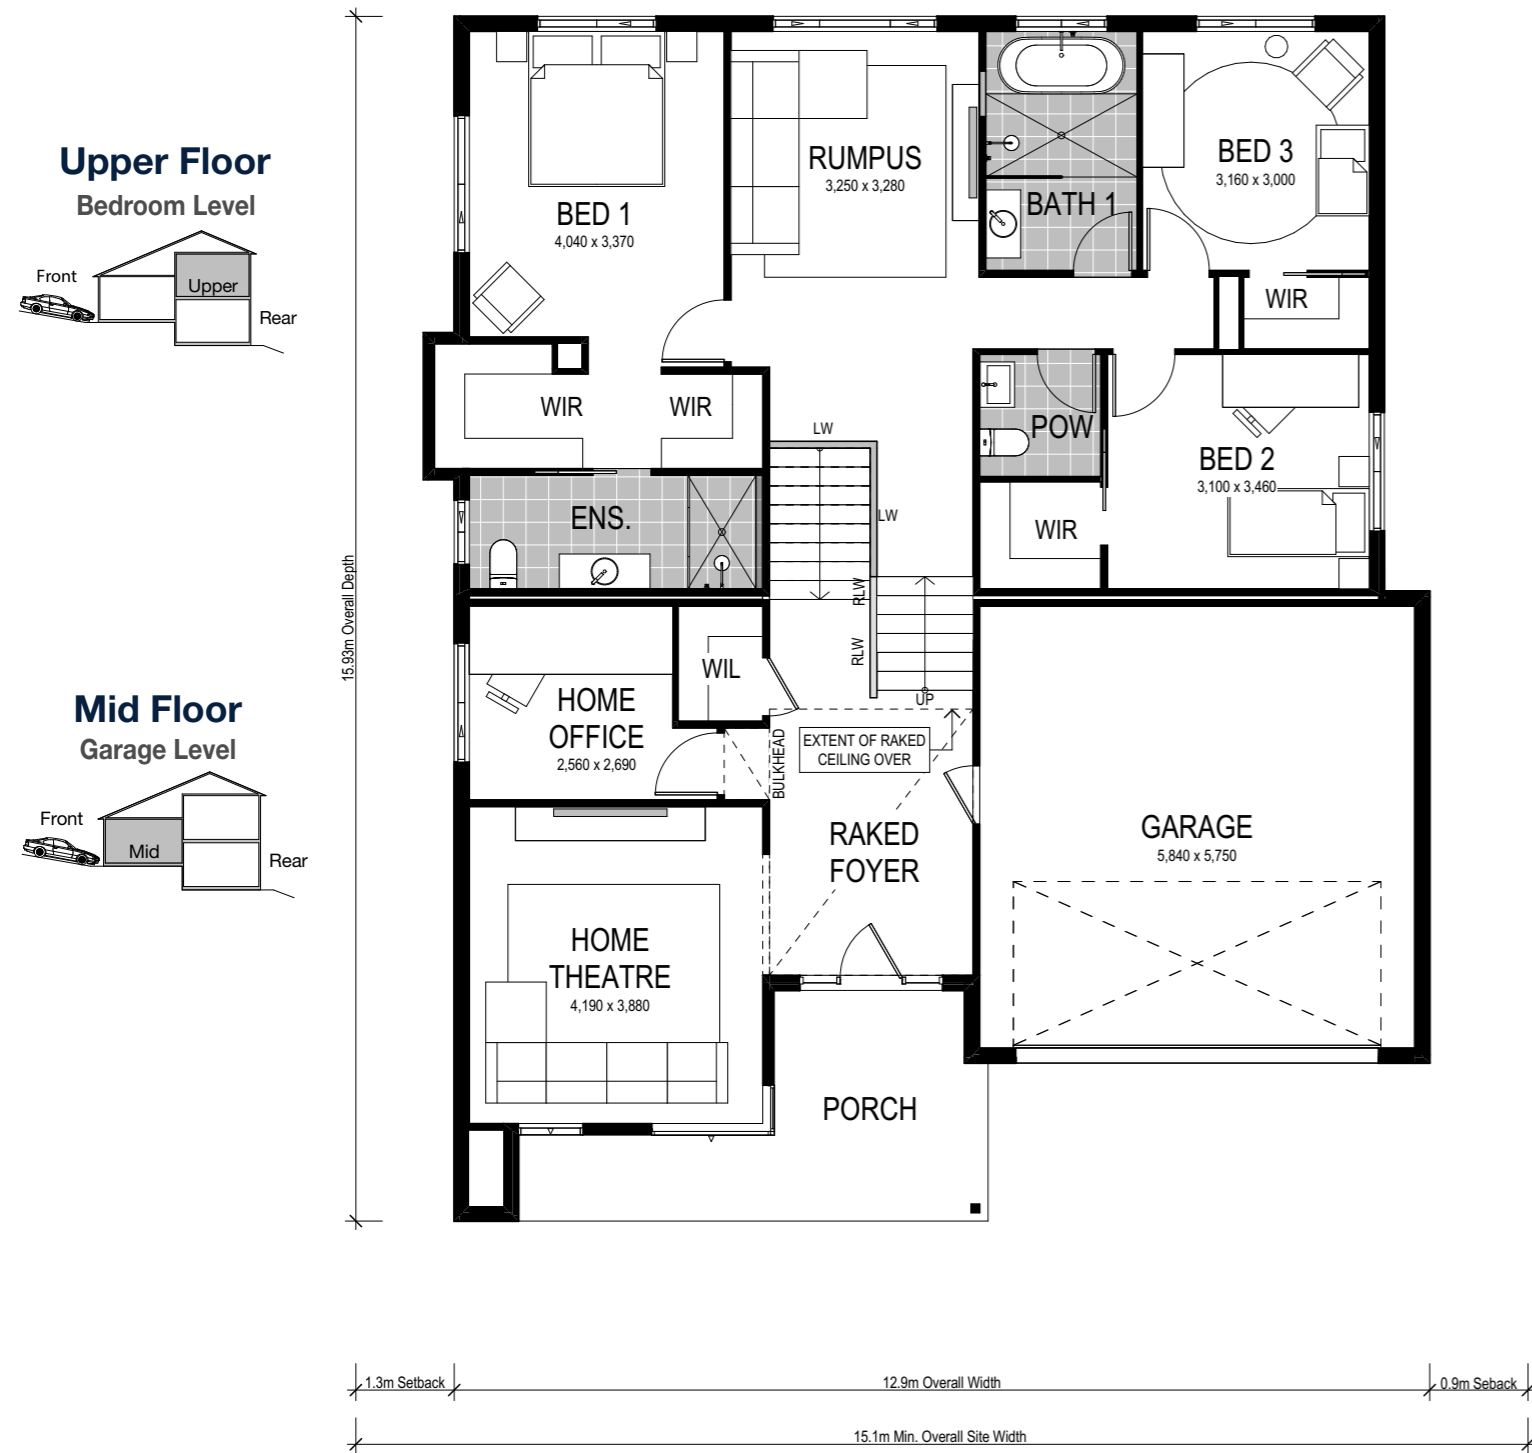 Upper Floor
Bedroom Level
Front
Upper
Rear
Mid Floor
Garage Level
Front
Mid
Rear
15.93m Overall Depth
BED 1
4,040 x 3,370
RUMPUS
3,250 x 3,280
BATH 1
BED 3
3,160 x 3,000
WIR
WIR
WIR
LW
LW
POW
BED 2
3,100 x 3,460
WIR
ENS.
RLW
RLW
UP
WIL
HOME
OFFICE
2,560 x 2,690
BULKHEAD
EXTENT OF RAKED
CEILING OVER
RAKED
FOYER
GARAGE
5,840 x 5,750
HOME
THEATRE
4,190 x 3,880
PORCH
1.3m Setback
12.9m Overall Width
0.9m Seback
15.1m Min. Overall Site Width